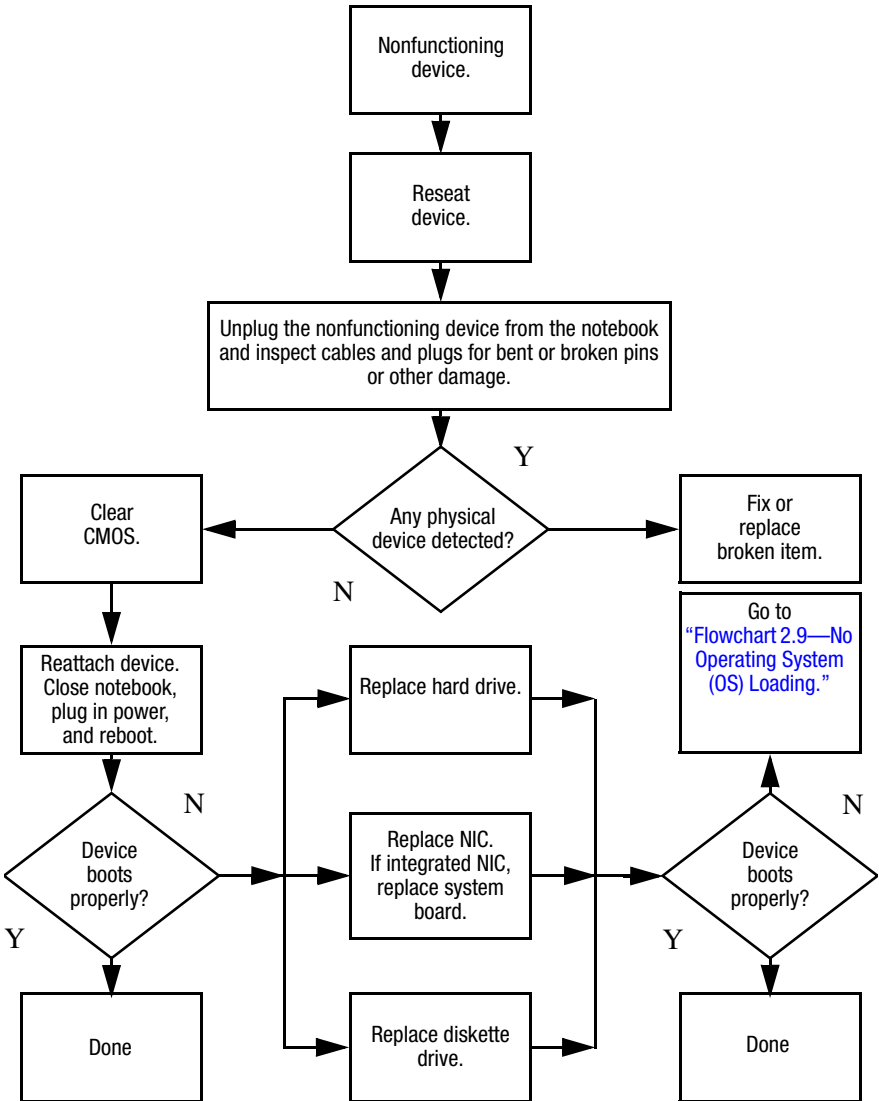 Nonfunctioning
device.
Reseat
device.
Unplug the nonfunctioning device from the notebook
and inspect cables and plugs for bent or broken pins
or other damage.
Y
Clear
CMOS.
Any physical
device detected?
Fix or
replace
broken item.
N
Go to
“Flowchart 2.9—No
Operating System
(OS) Loading.”
Reattach device.
Close notebook,
plug in power,
and reboot.
Replace hard drive.
N
N
Device
boots
properly?
Replace NIC.
If integrated NIC,
replace system
board.
Device
boots
properly?
Y
Y
Done
Replace diskette
drive.
Done